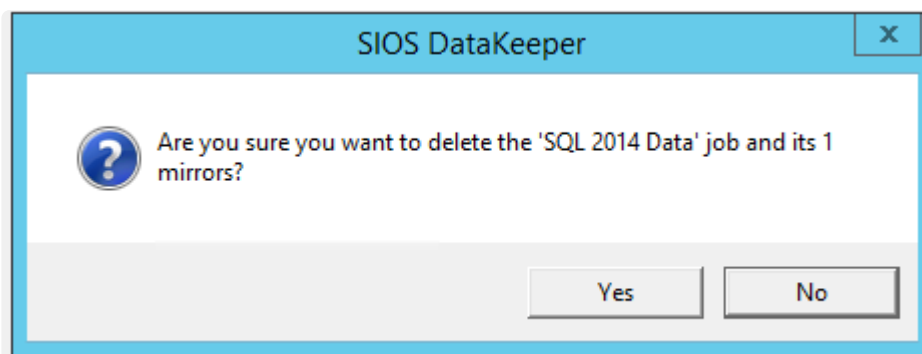 SIOS DataKeeper
x
Are you sure you want to delete the 'SQL 2014 Data' job and its 1
mirrors?
Yes No